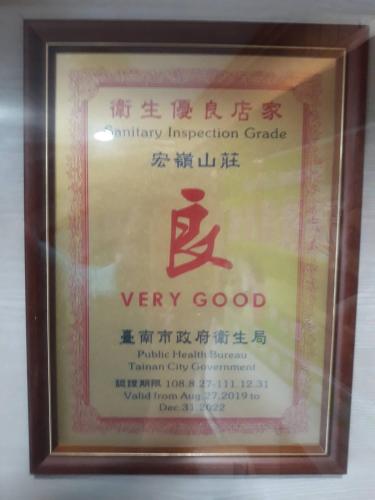 衛生優良店家
Sanitary Inspection Grade
宏嶺山莊
良
VERY GOOD
臺南市政府衛生局
Public Health Bureau
Tainan City Government
認證期限 108.8.27-111.12.31
Valid from Aug.27,2019 to
Dec.31,2022